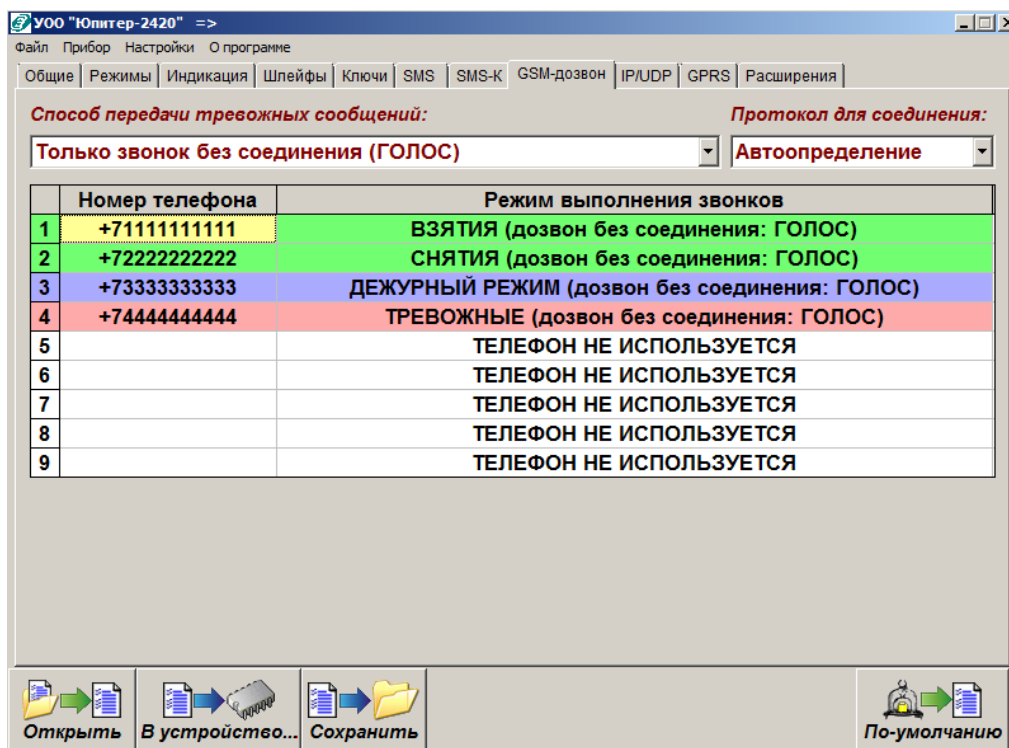 УОО "Юпитер-2420" =>
Файл Прибор Настройки О программе
Общие Режимы Индикация Шлейфы Ключи SMS SMS-K GSM-дозвон IP/UDP GPRS Расширения
Способ передачи тревожных сообщений: Протокол для соединения:
Только звонок без соединения (ГОЛОС) Автоопределение
Номер телефона Режим выполнения звонков
1 +71111111111 ВЗЯТИЯ (дозвон без соединения: ГОЛОС)
2 +72222222222 СНЯТИЯ (дозвон без соединения: ГОЛОС)
3 +73333333333 ДЕЖУРНЫЙ РЕЖИМ (дозвон без соединения: ГОЛОС)
4 +74444444444 ТРЕВОЖНЫЕ (дозвон без соединения: ГОЛОС)
5 ТЕЛЕФОН НЕ ИСПОЛЬЗУЕТСЯ
6 ТЕЛЕФОН НЕ ИСПОЛЬЗУЕТСЯ
7 ТЕЛЕФОН НЕ ИСПОЛЬЗУЕТСЯ
8 ТЕЛЕФОН НЕ ИСПОЛЬЗУЕТСЯ
9 ТЕЛЕФОН НЕ ИСПОЛЬЗУЕТСЯ
Открыть В устройство... Сохранить По-умолчанию